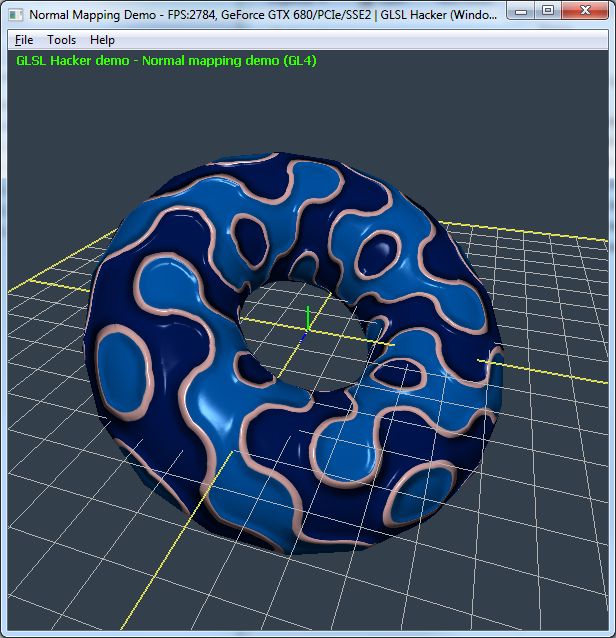 Normal Mapping Demo - FPS:2784, GeForce GTX 680/PCIe/SSE2 | GLSL Hacker (Windo...
File Tools Help
GLSL Hacker demo - Normal mapping demo (GL4)